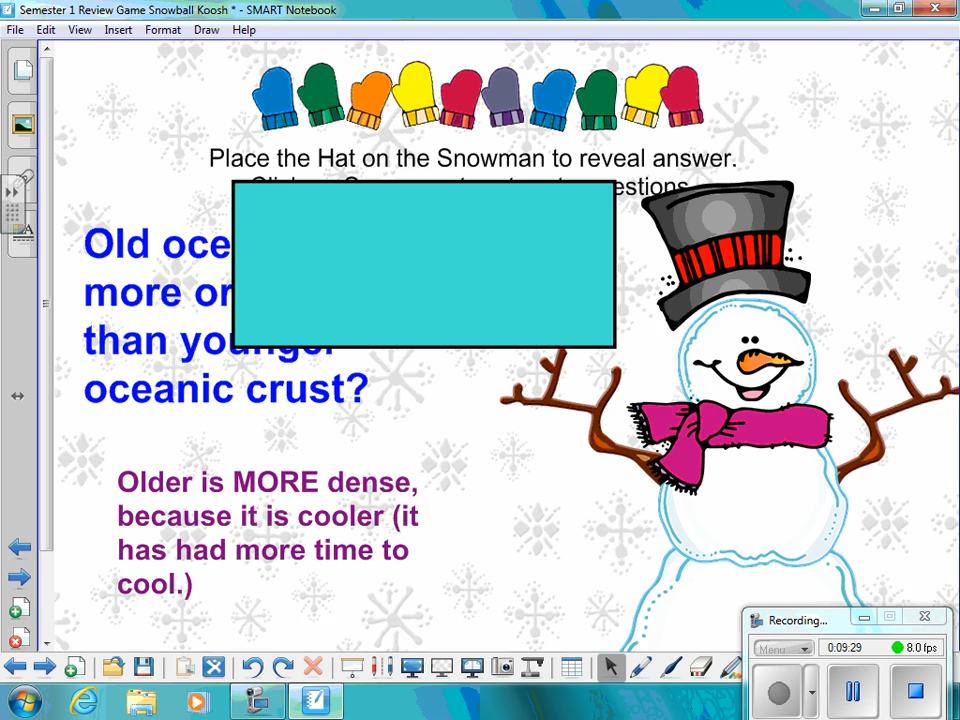 Semester 1 Review Game Snowball Koosh * - SMART Notebook
File Edit View Insert Format Draw Help
Place the Hat on the Snowman to reveal answer.
Old oce
more or
than younger
oceanic crust?
Older is MORE dense,
because it is cooler (it
has had more time to
cool.)
Recording...
Menu 0:09:29 8.0 fps